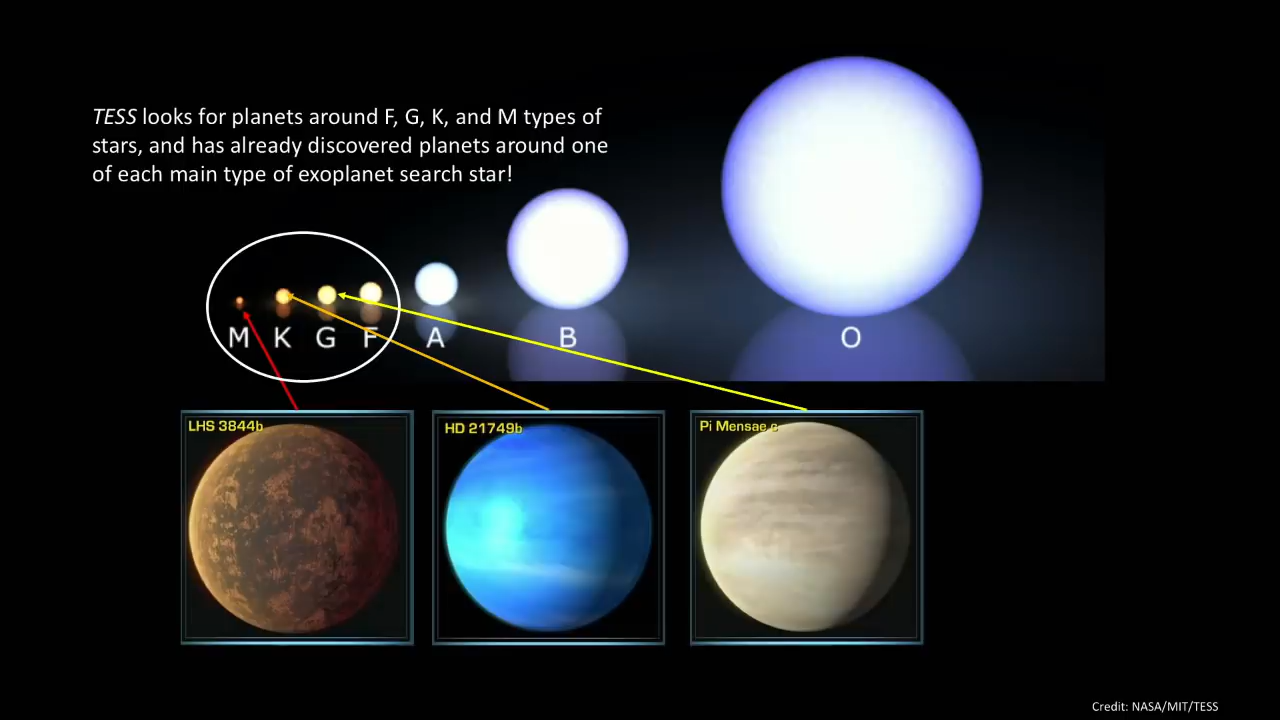 TESS looks for planets around F, G, K, and M types of
stars, and has already discovered planets around one
of each main type of exoplanet search star!
M K G F A B O
LHS 3844b
HD 21749b
Pi Mensae c
Credit: NASA/MIT/TESS